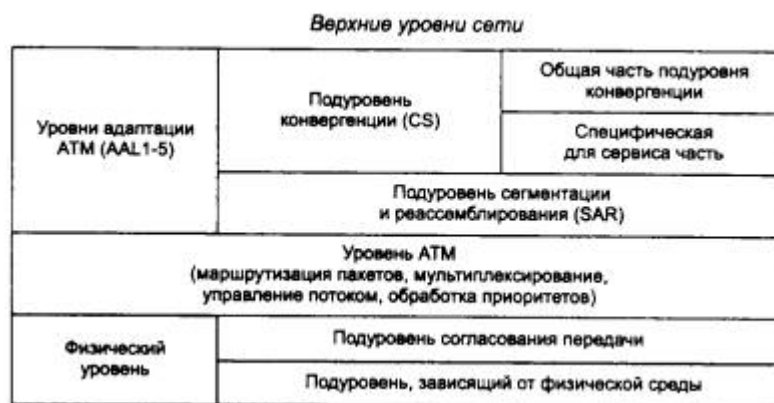 Верхние уровни сети
Уровни адаптации
АТМ (AAL1-5)
Подуровень
конвергенции (CS)
Общая часть подуровня
конвергенции
Специфическая
для сервиса часть
Подуровень сегментации
и реассемблирования (SAR)
Уровень АТМ
(маршрутизация пакетов, мультиплексирование,
управление потоком, обработка приоритетов)
Физический
уровень
Подуровень согласования передачи
Подуровень, зависящий от физической среды